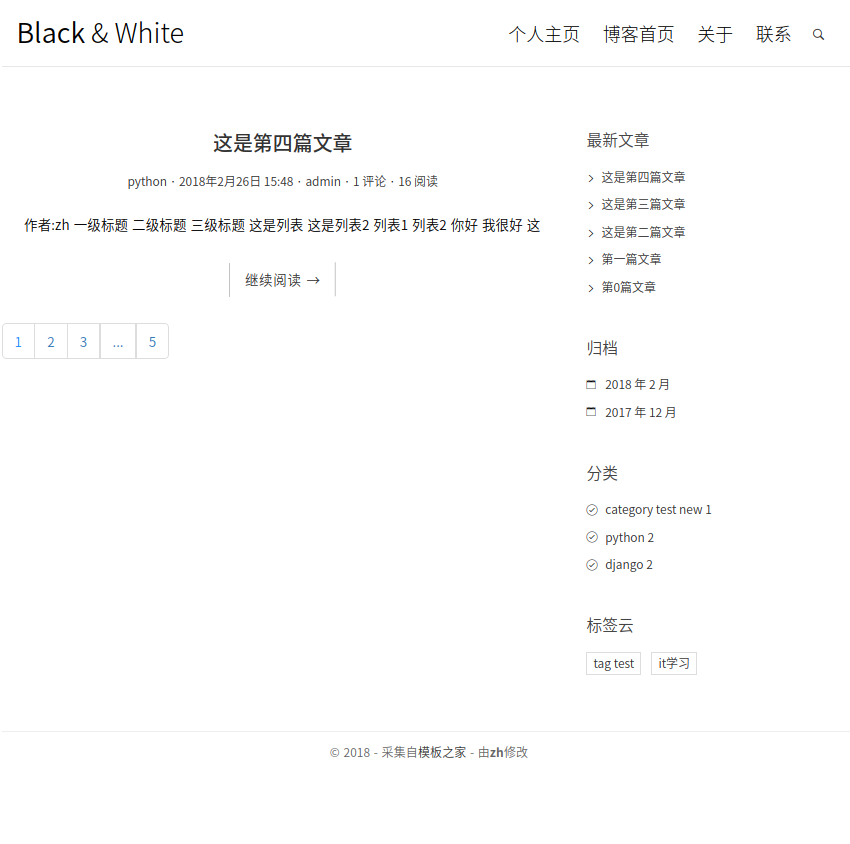 Black & White
个人主页 博客首页 关于 联系
这是第四篇文章
python · 2018年2月26日 15:48 · admin · 1 评论 · 16 阅读
作者:zh 一级标题 二级标题 三级标题 这是列表 这是列表2 列表1 列表2 你好 我很好 这
继续阅读 →
1 2 3 ... 5
最新文章
这是第四篇文章
这是第三篇文章
这是第二篇文章
第一篇文章
第0篇文章
归档
2018 年 2 月
2017 年 12 月
分类
category test new 1
python 2
django 2
标签云
tag test it学习
© 2018 - 采集自模板之家 - 由zh修改